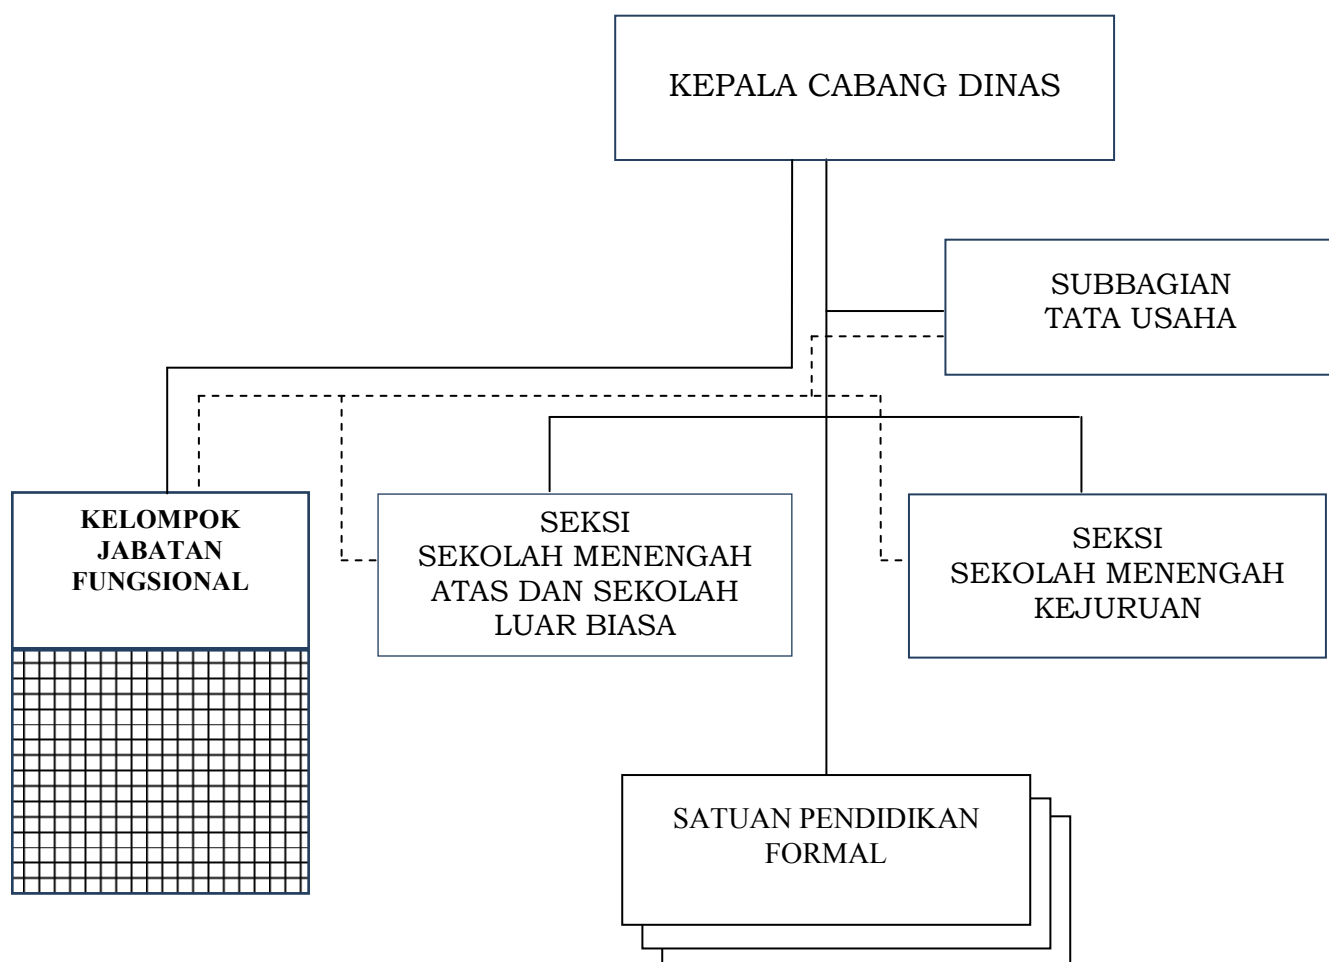 KEPALA CABANG DINAS
SUBBAGIAN
TATA USAHA
KELOMPOK
JABATAN
FUNGSIONAL
SEKSI
SEKOLAH MENENGAH
ATAS DAN SEKOLAH
LUAR BIASA
SEKSI
SEKOLAH MENENGAH
KEJURUAN
SATUAN PENDIDIKAN
FORMAL